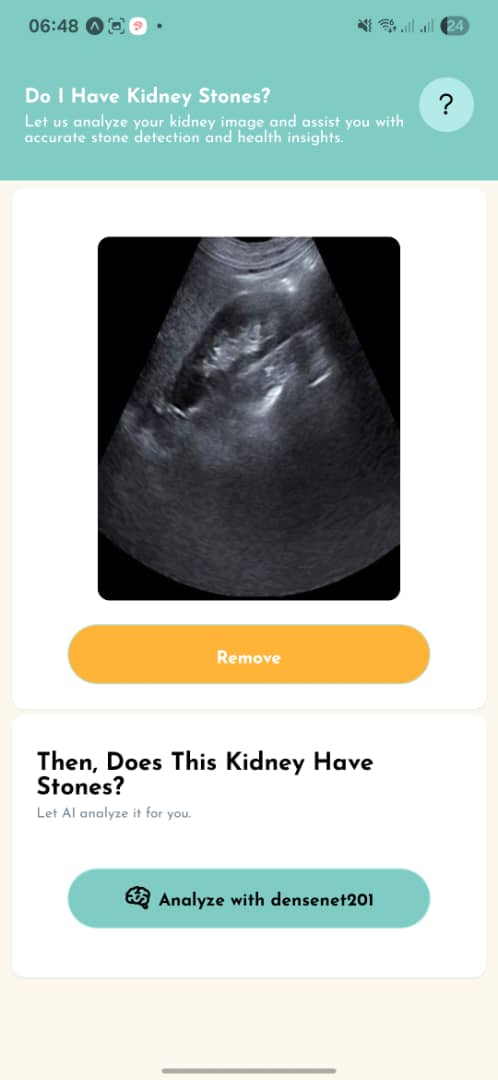 06:48
24
Do I Have Kidney Stones?
Let us analyze your kidney image and assist you with
accurate stone detection and health insights.
?
Remove
Then, Does This Kidney Have
Stones?
Let AI analyze it for you.
Analyze with densenet201